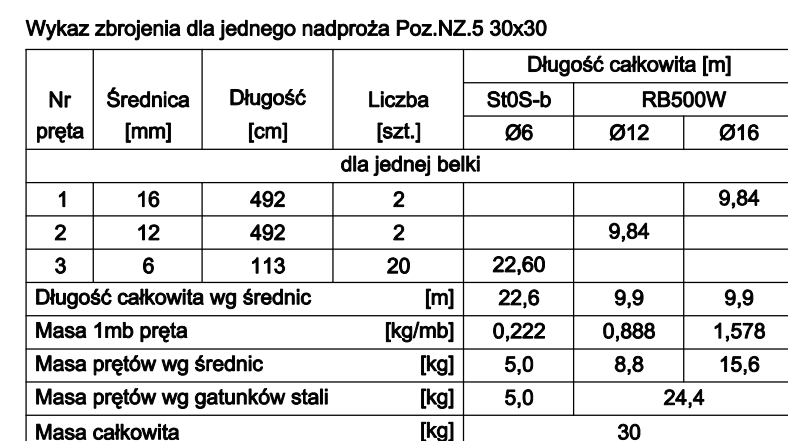 Wykaz zbrojenia dla jednego nadproża Poz.NZ.5 30x30
Długość całkowita [m]
Nr Średnica Długość Liczba St0S-b RB500W
pręta [mm] [cm] [szt.] Ø6 Ø12 Ø16
dla jednej belki
1 16 492 2 9,84
2 12 492 2 9,84
3 6 113 20 22,60
Długość całkowita wg średnic [m] 22,6 9,9 9,9
Masa 1mb pręta [kg/mb] 0,222 0,888 1,578
Masa prętów wg średnic [kg] 5,0 8,8 15,6
Masa prętów wg gatunków stali [kg] 5,0 24,4
Masa całkowita [kg] 30